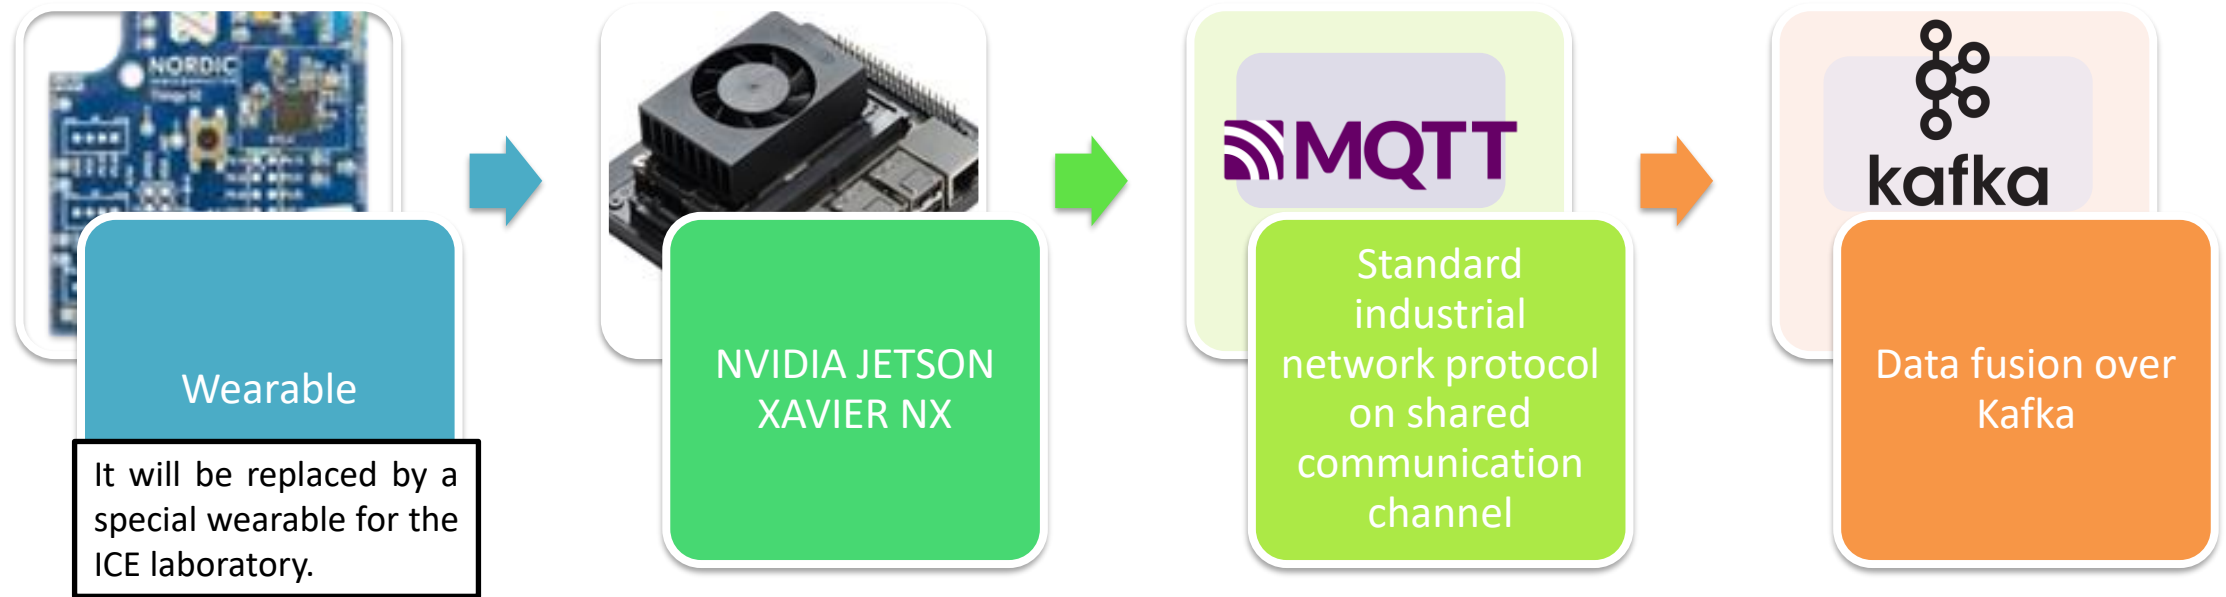 NORDIC
Wearable
It will be replaced by a
special wearable for the
ICE laboratory.
NVIDIA JETSON
XAVIER NX
MQTT
Standard
industrial
network protocol
on shared
communication
channel
kafka
Data fusion over
Kafka